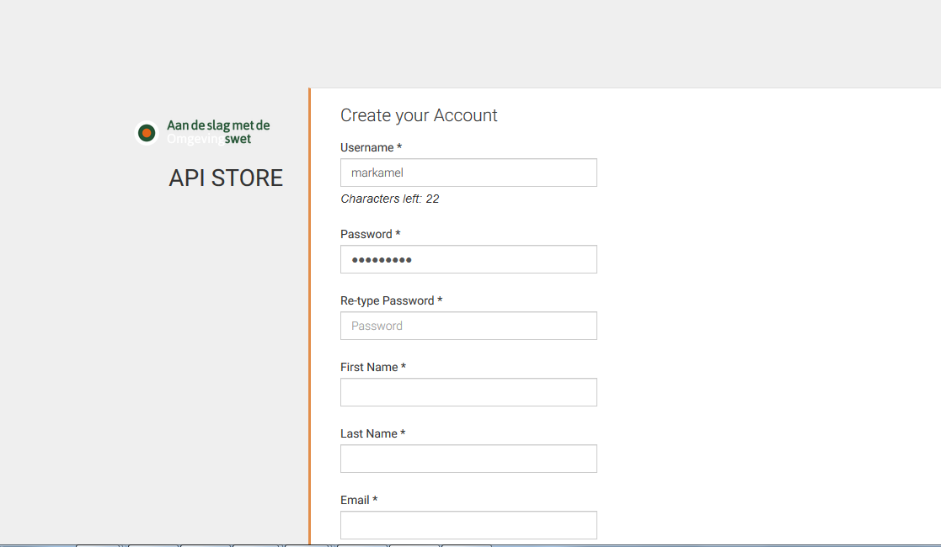 Aan de slag met de
Omgevingswet
API STORE
Create your Account
Username *
markamel
Characters left: 22
Password *
•••••••••
Re-type Password *
Password
First Name *
Last Name *
Email *